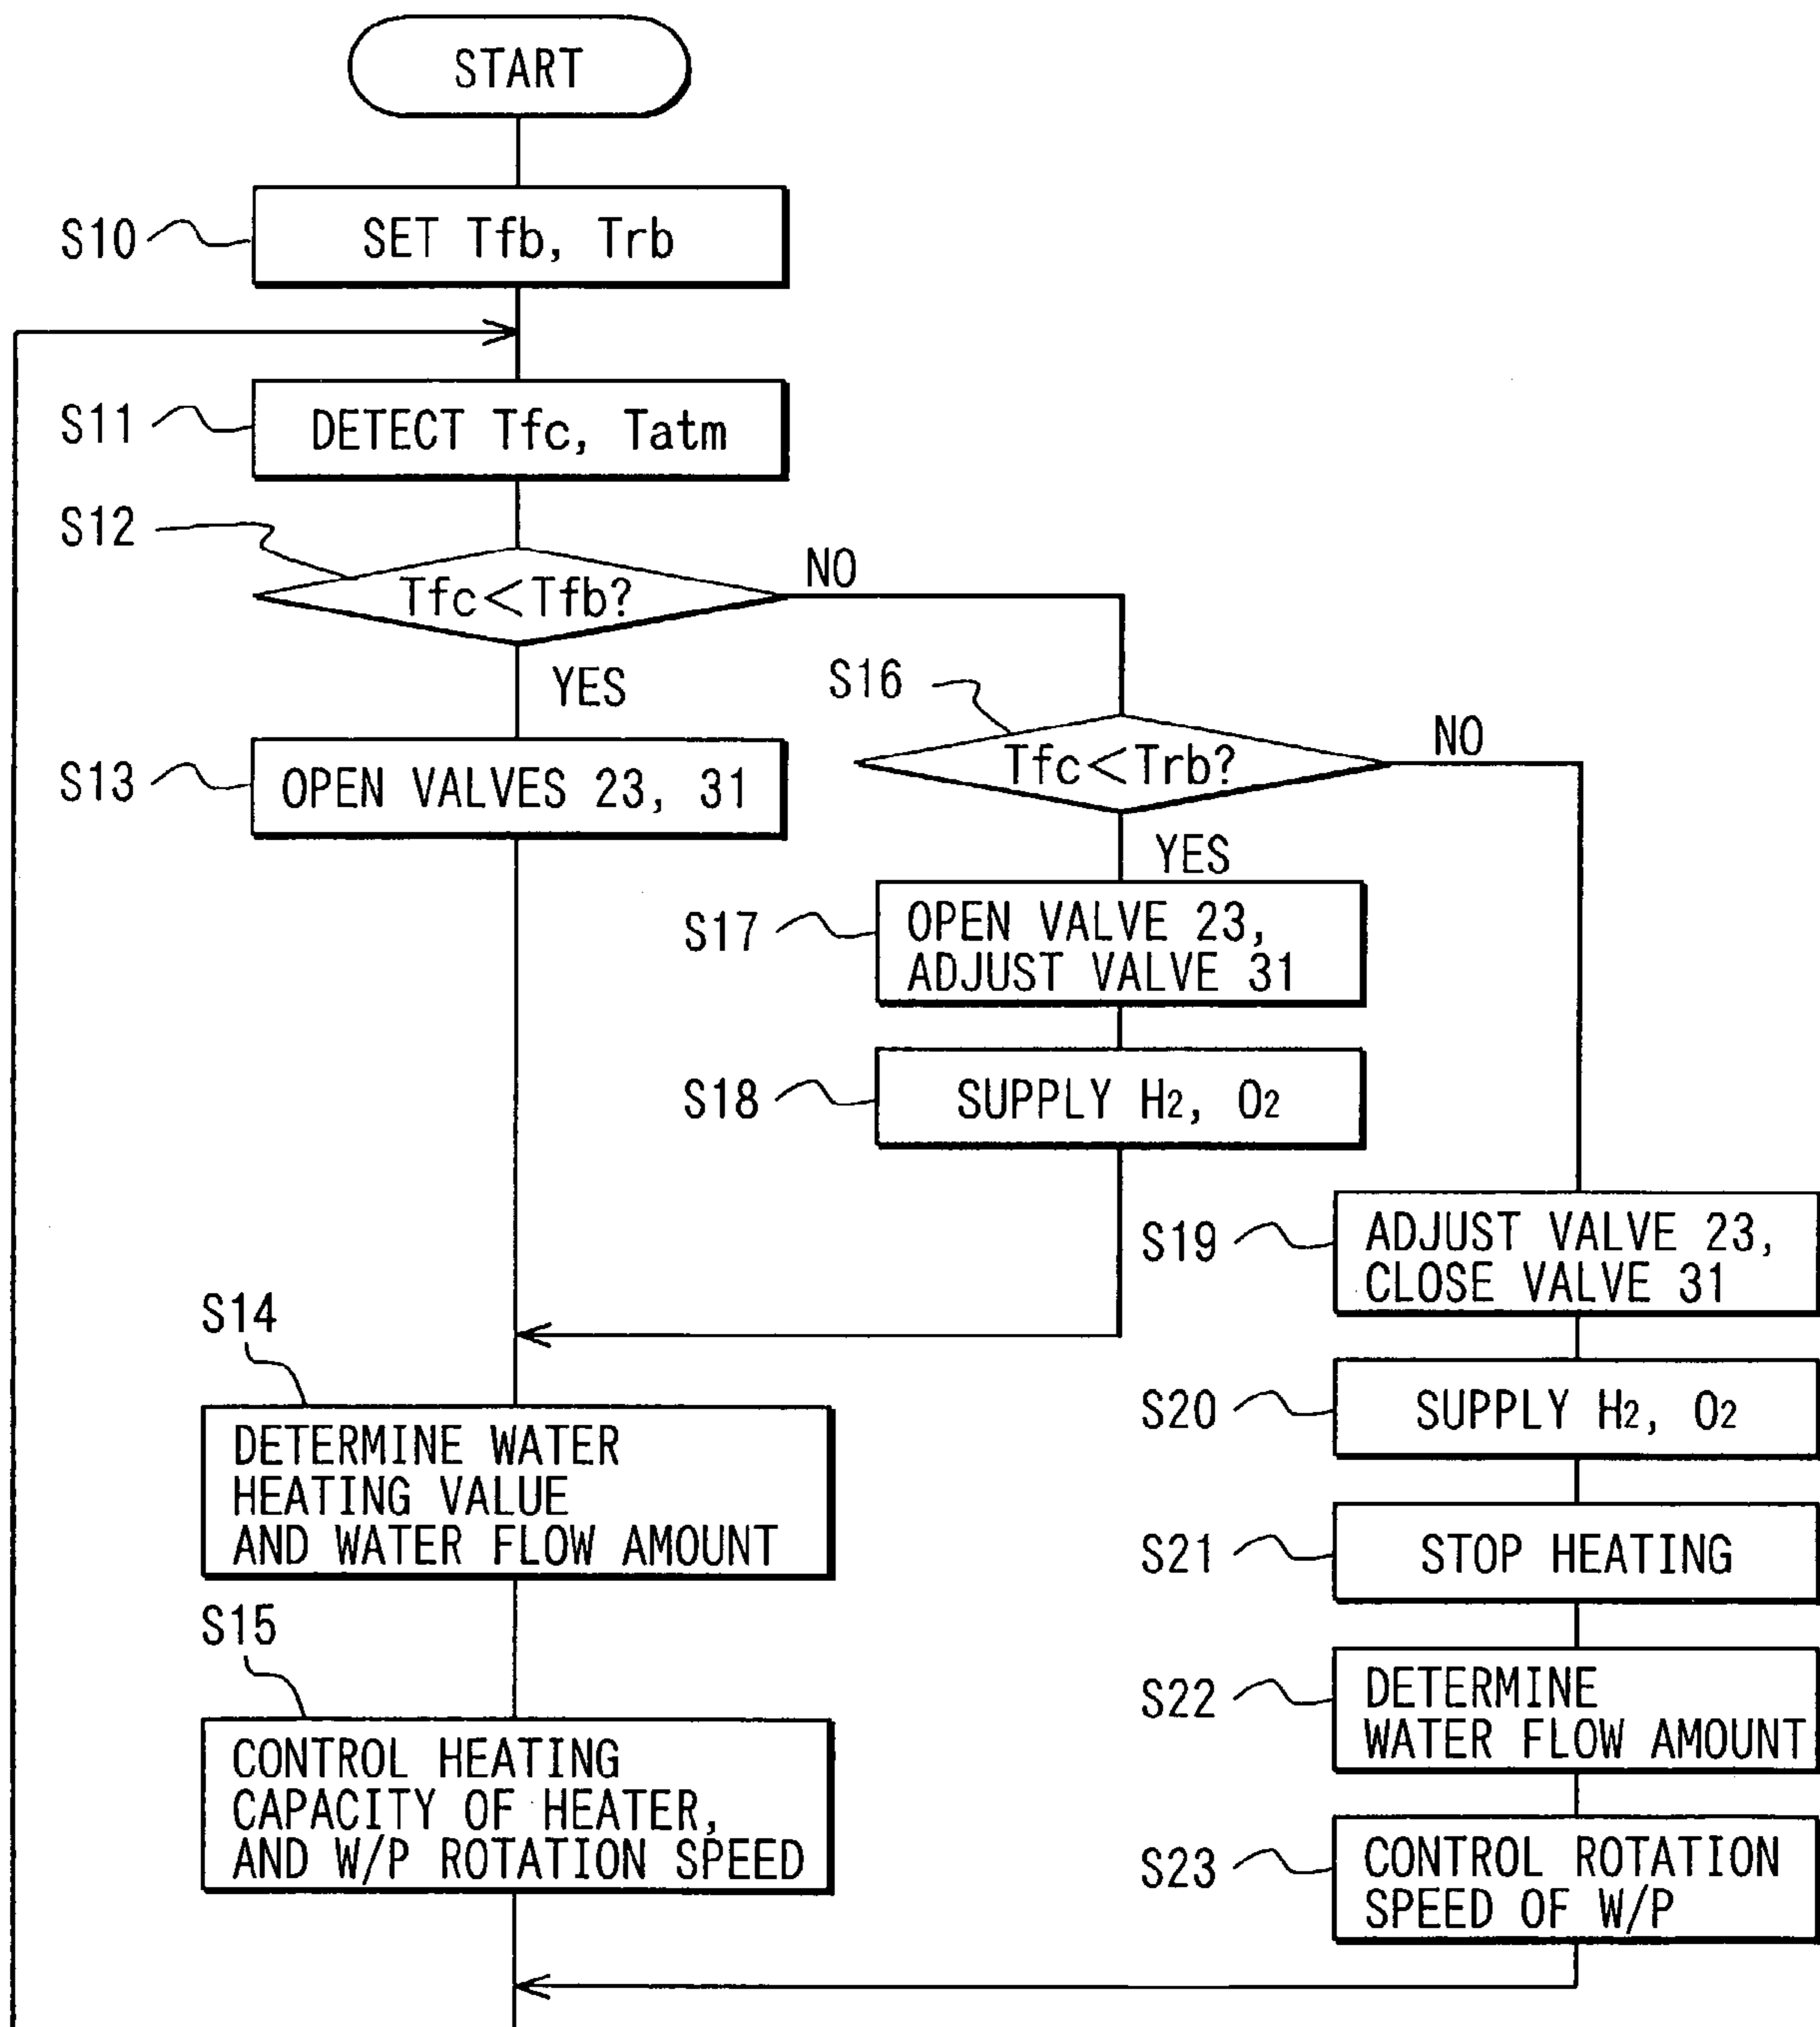 START
S10
SET Tfb, Trb
S11
DETECT Tfc, Tatm
S12
Tfc<Tfb?
NO
YES
S13
OPEN VALVES 23, 31
S16
Tfc<Trb?
NO
YES
S17
OPEN VALVE 23,
ADJUST VALVE 31
S18
SUPPLY H2, O2
S19
ADJUST VALVE 23,
CLOSE VALVE 31
S14
DETERMINE WATER
HEATING VALUE
AND WATER FLOW AMOUNT
S20
SUPPLY H2, O2
S21
STOP HEATING
S15
CONTROL HEATING
CAPACITY OF HEATER,
AND W/P ROTATION SPEED
S22
DETERMINE
WATER FLOW AMOUNT
S23
CONTROL ROTATION
SPEED OF W/P